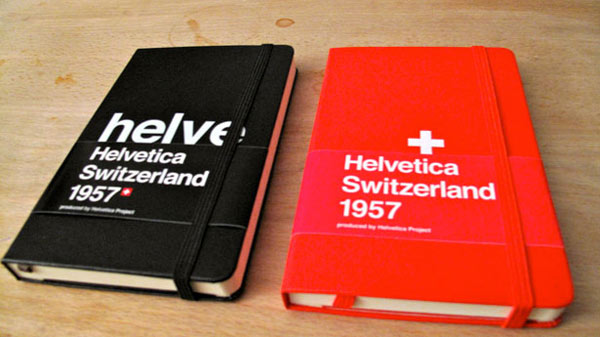 helve
Helvetica
Switzerland
1957
produced by Helvetica Project
Helvetica
Switzerland
1957
produced by Helvetica Project